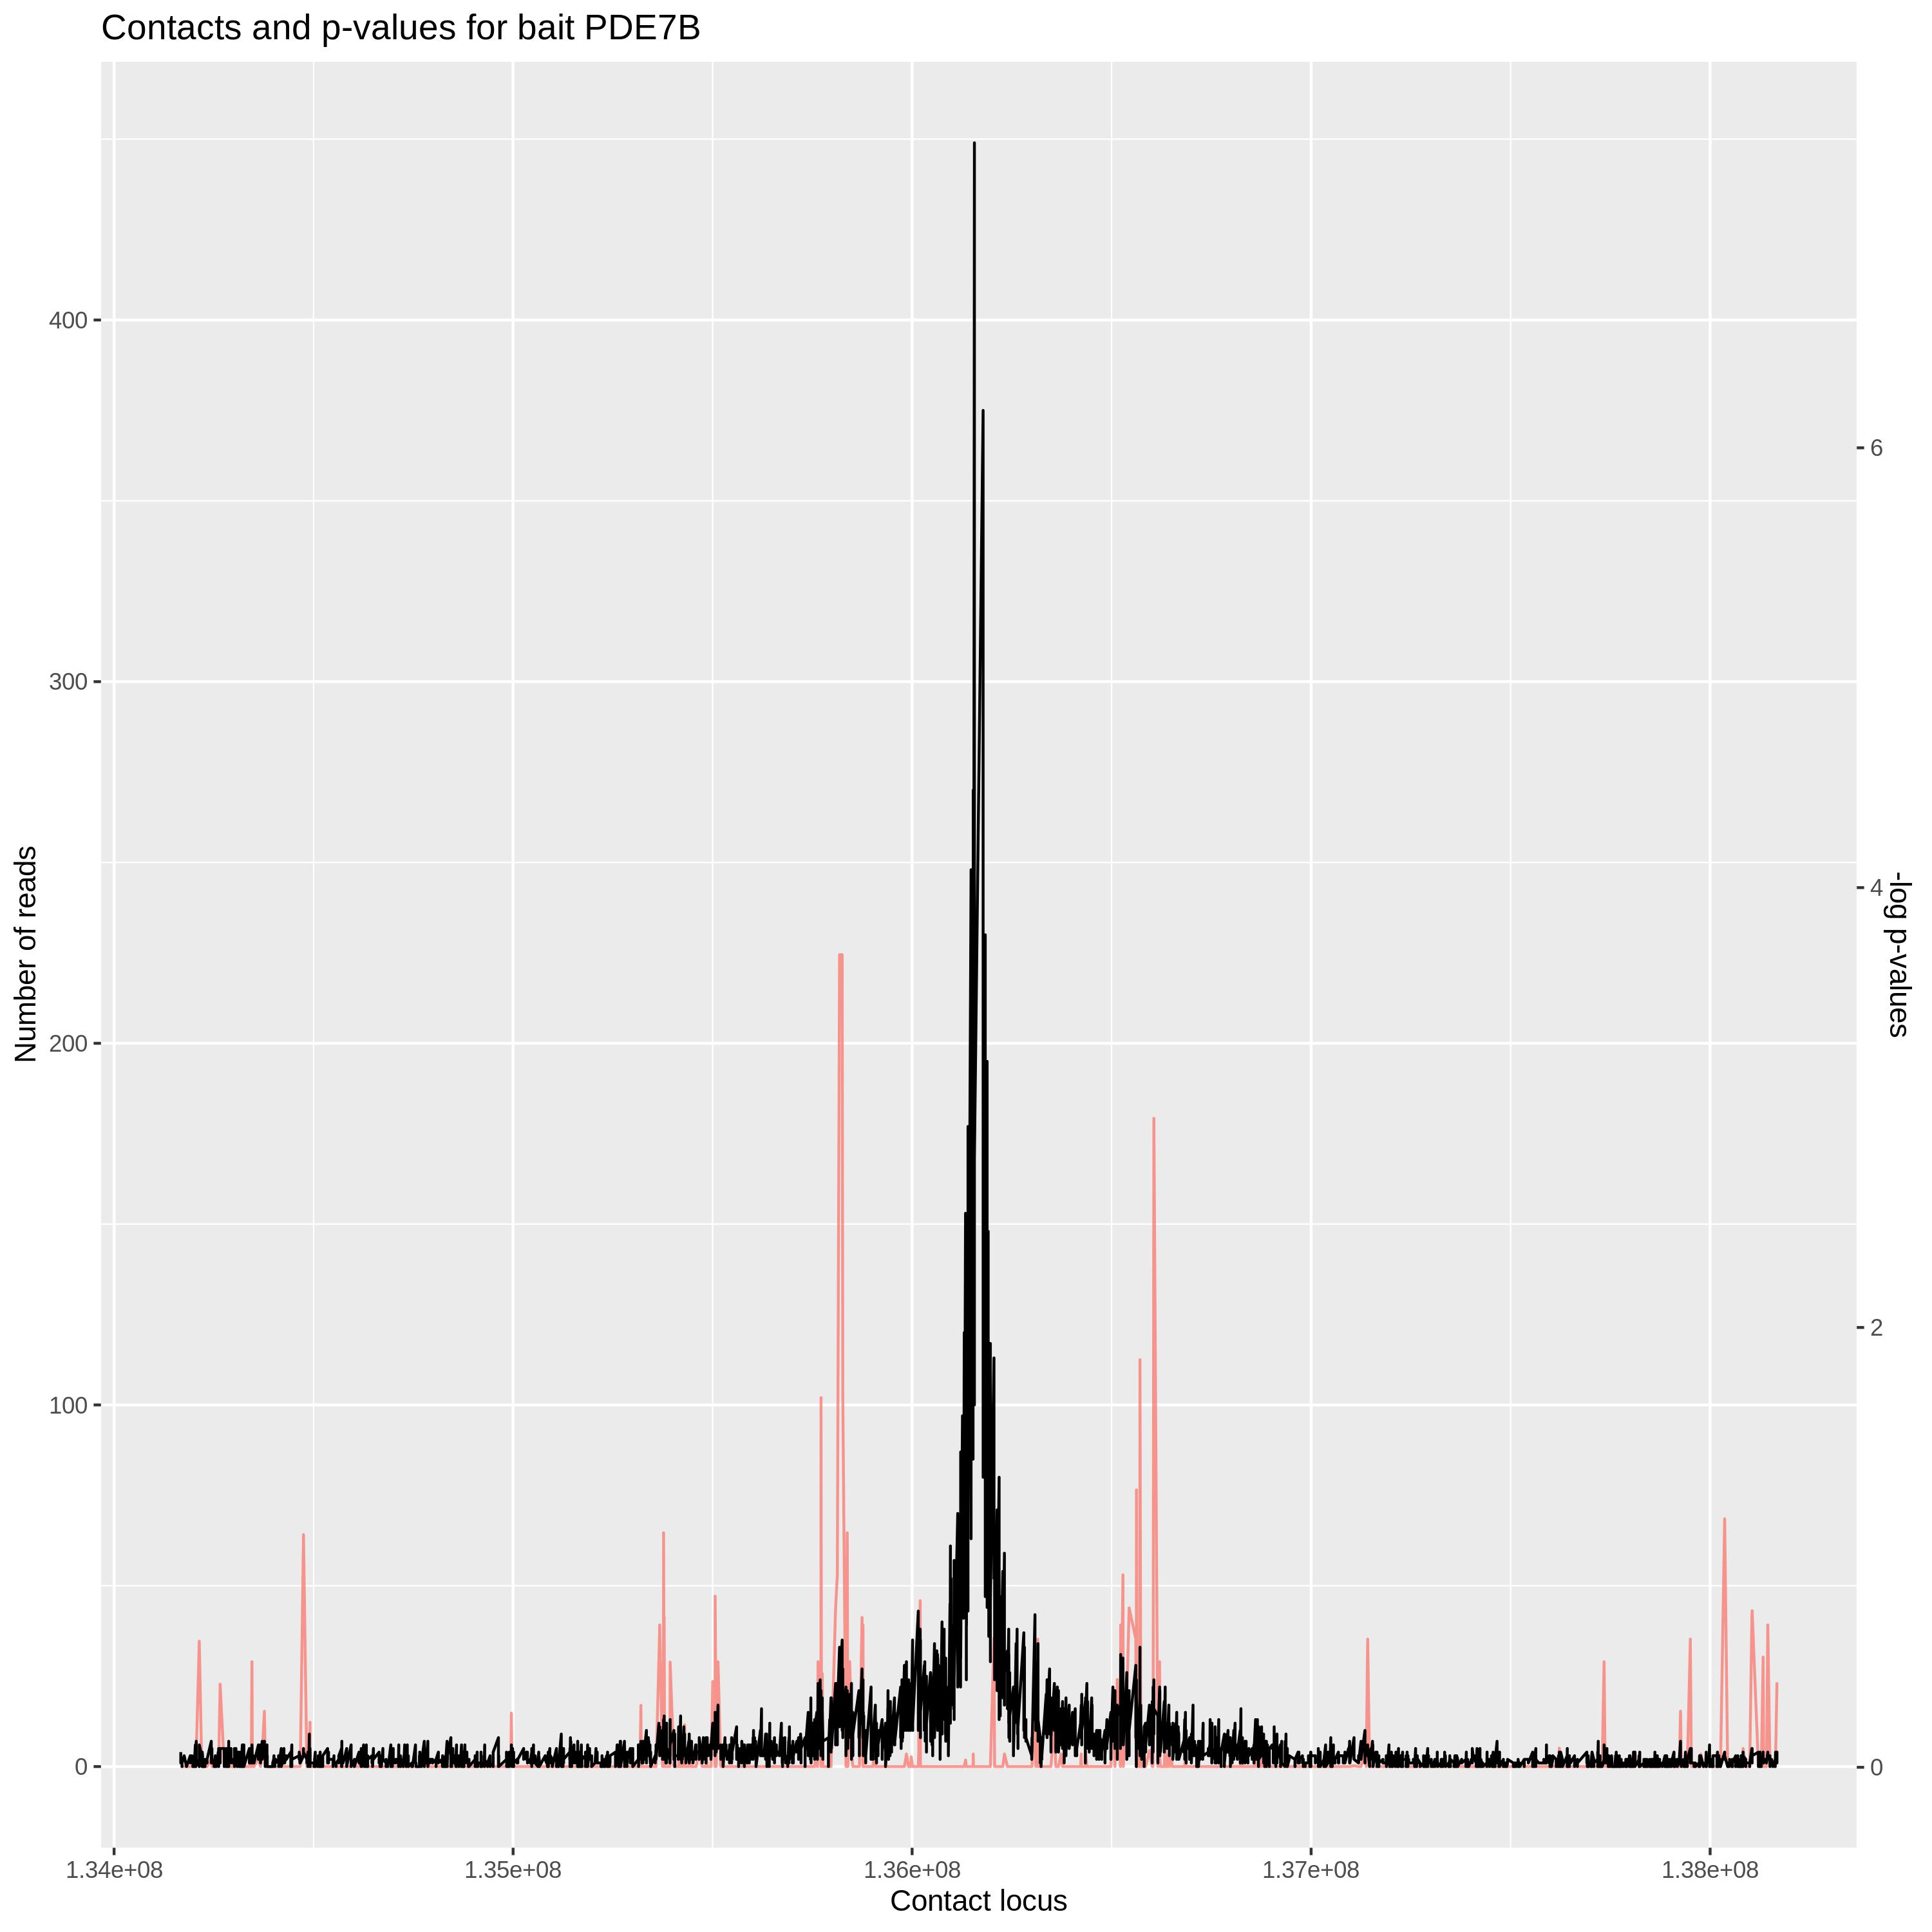 Contacts and p-values for bait PDE7B
Number of reads
400
300
200
100
0
6
4
2
0
-log p-values
1.34e+08
1.35e+08
1.36e+08
1.37e+08
1.38e+08
Contact locus